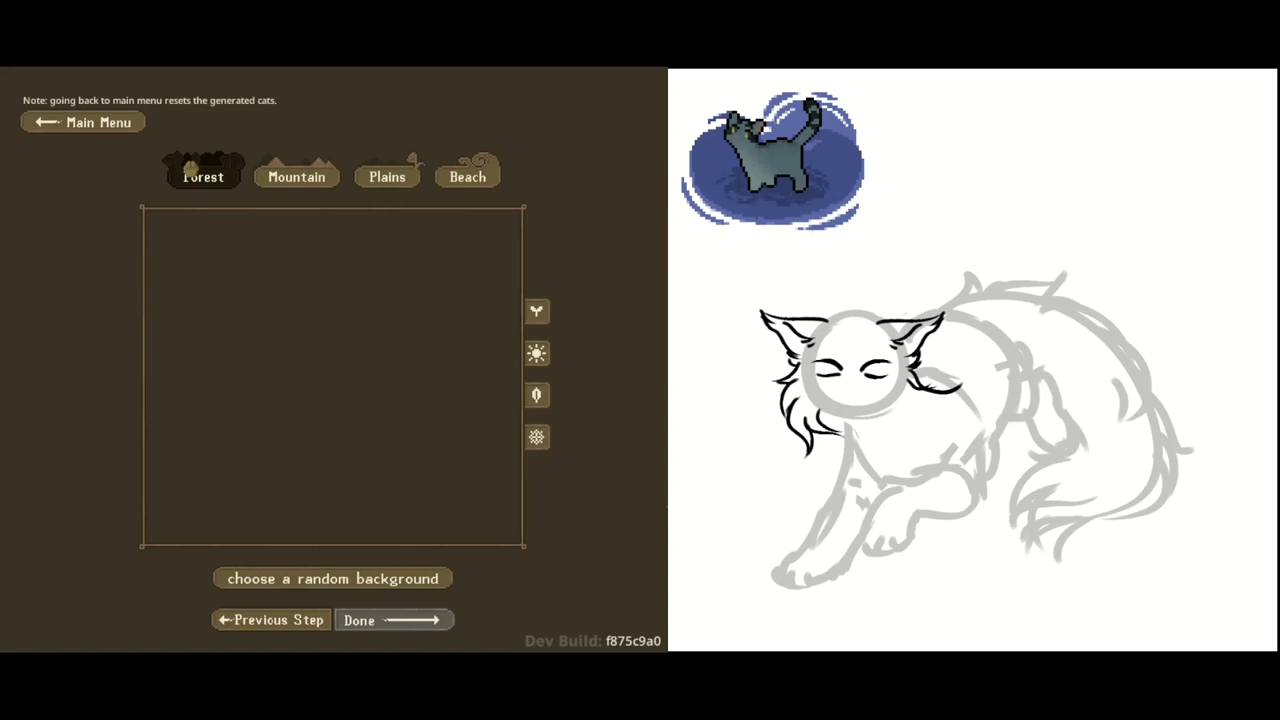 Note: going back to main menu resets the generated cats.
Main Menu
Forest
Mountain
Plains
Beach
choose a random background
Previous Step
Done
Dev Build: f875c9a0